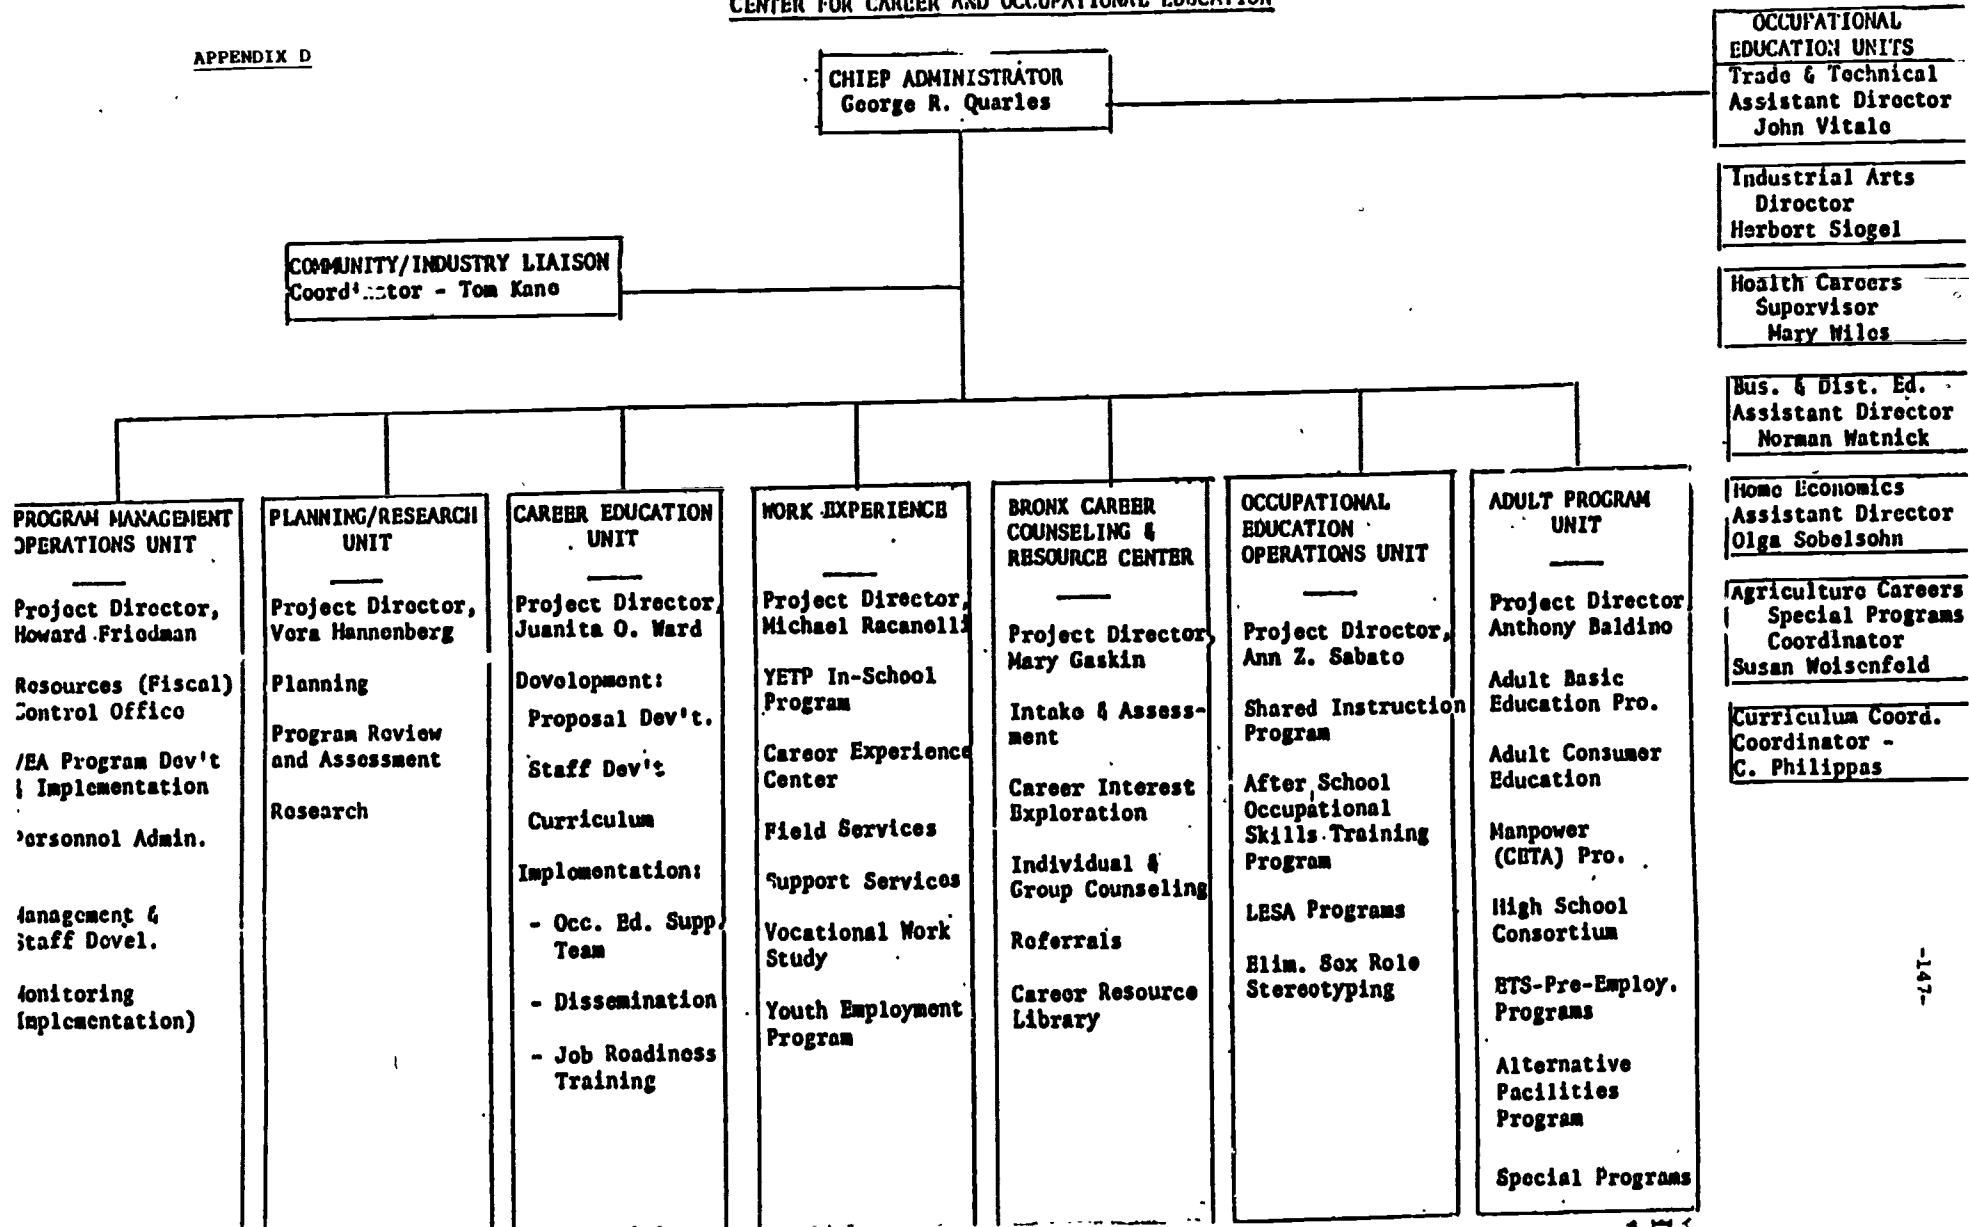 CENTER FOR CAREER AND OCCUPATIONAL EDUCATION
APPENDIX D
CHIEP ADMINISTRATOR
George R. Quarles
COMMUNITY/INDUSTRY LIAISON
- Tom Kane
OCCUPATIONAL
EDUCATION UNITS
Trade & Technical
Assistant Director
John Vitale
Industrial Arts
Director
Herbert Siegel
Health Careers
Supervisor
Mary Wiles
Bus. & Dist. Ed.
Assistant Director
Norman Watnick
Home Economics
Assistant Director
Olga Sobelsohn
Agriculture Careers
Special Programs
Coordinator
Susan Weisenfeld
Curriculum Coord.
Coordinator -
C. Philippas
PROGRAM MANAGEMENT
OPERATIONS UNIT
Project Director,
Howard Friedman
Resources (Fiscal)
Control Office
/EA Program Dev't
Implementation
Personnel Admin.
Management &
Staff Devel.
Monitoring
Implementation)
PLANNING/RESEARCH
UNIT
Project Director,
Vera Hannenberg
Planning
Program Review
and Assessment
Research
CAREER EDUCATION
UNIT
Project Director,
Juanita O. Ward
Development:
Proposal Dev't.
Staff Dev't
Curriculum
Implementation:
- Occ. Ed. Supp.
Team
- Dissemination
- Job Readiness
Training
WORK EXPERIENCE
Project Director,
Michael Racanelli
YETP In-School
Program
Career Experience
Center
Field Services
Support Services
Vocational Work
Study
Youth Employment
Program
BRONX CAREER
COUNSELING &
RESOURCE CENTER
Project Director,
Mary Gaskin
Intake & Assess-
ment
Career Interest
Exploration
Individual &
Group Counseling
Referrals
Career Resource
Library
OCCUPATIONAL
EDUCATION
OPERATIONS UNIT
Project Director,
Ann Z. Sabato
Shared Instruction
Program
After School
Occupational
Skills Training
Program
LESA Programs
Elim. Sex Role
Stereotyping
ADULT PROGRAM
UNIT
Project Director
Anthony Baldino
Adult Basic
Education Pro.
Adult Consumer
Education
Manpower
(CETA) Pro.
High School
Consortium
ETS-Pre-Employ.
Programs
Alternative
Facilities
Program
Special Programs
-147-